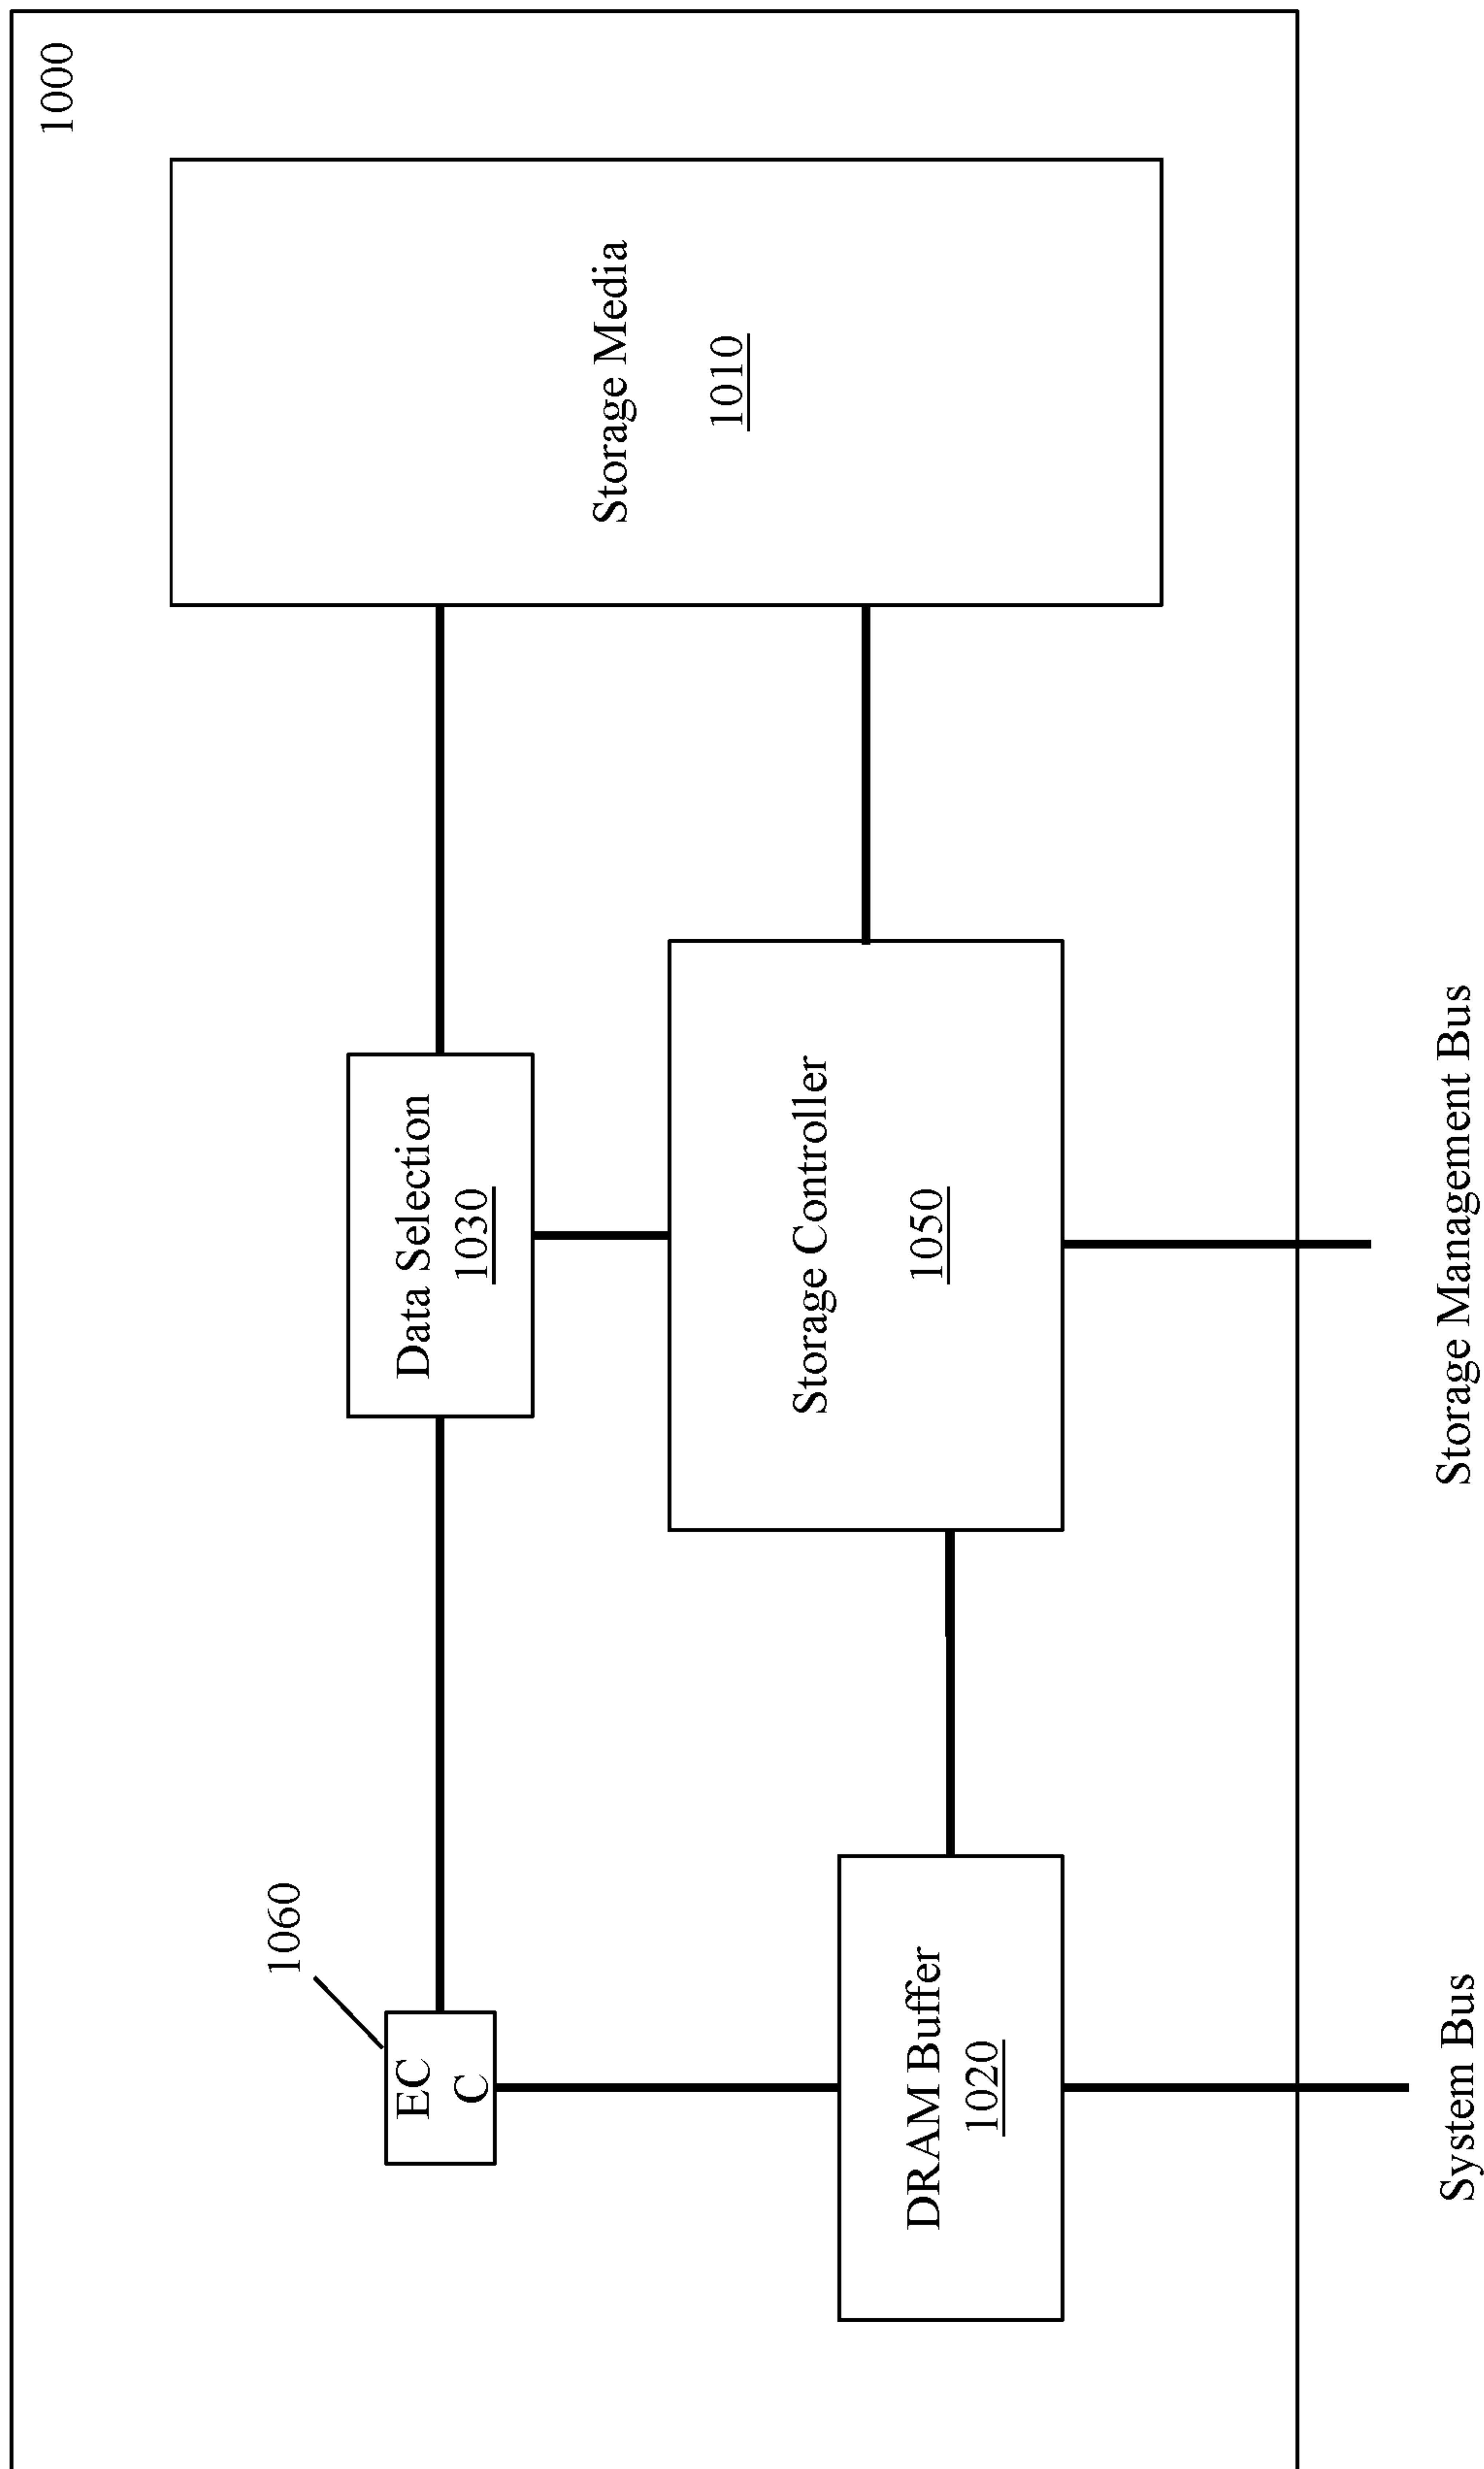 1000
1060
EC
C
Data Selection
1030
Storage Media
1010
Storage Controller
1050
DRAM Buffer
1020
System Bus
Storage Management Bus